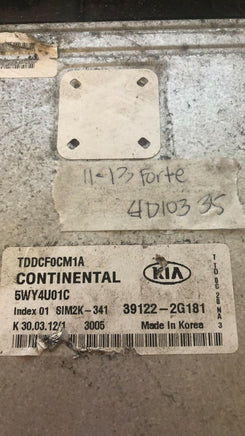 11-13 Forte
4D103 35
TDDCF0CM1A
CONTINENTAL
KIA
5WY4U01C
Index 01 SIM2K-341
39122-2G181
K 30.03.12/1 3005
Made in Korea